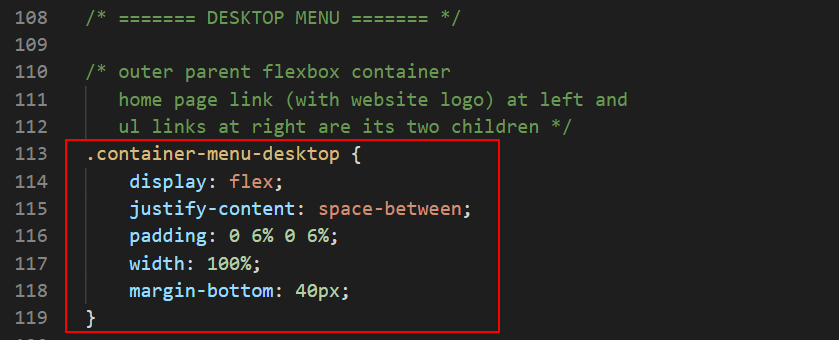 108 /* ======= DESKTOP MENU ======= */
109
110 /* outer parent flexbox container
111 home page link (with website logo) at left and
112 ul links at right are its two children */
113 .container-menu-desktop {
114 display: flex;
115 justify-content: space-between;
116 padding: 0 6% 0 6%;
117 width: 100%;
118 margin-bottom: 40px;
119 }